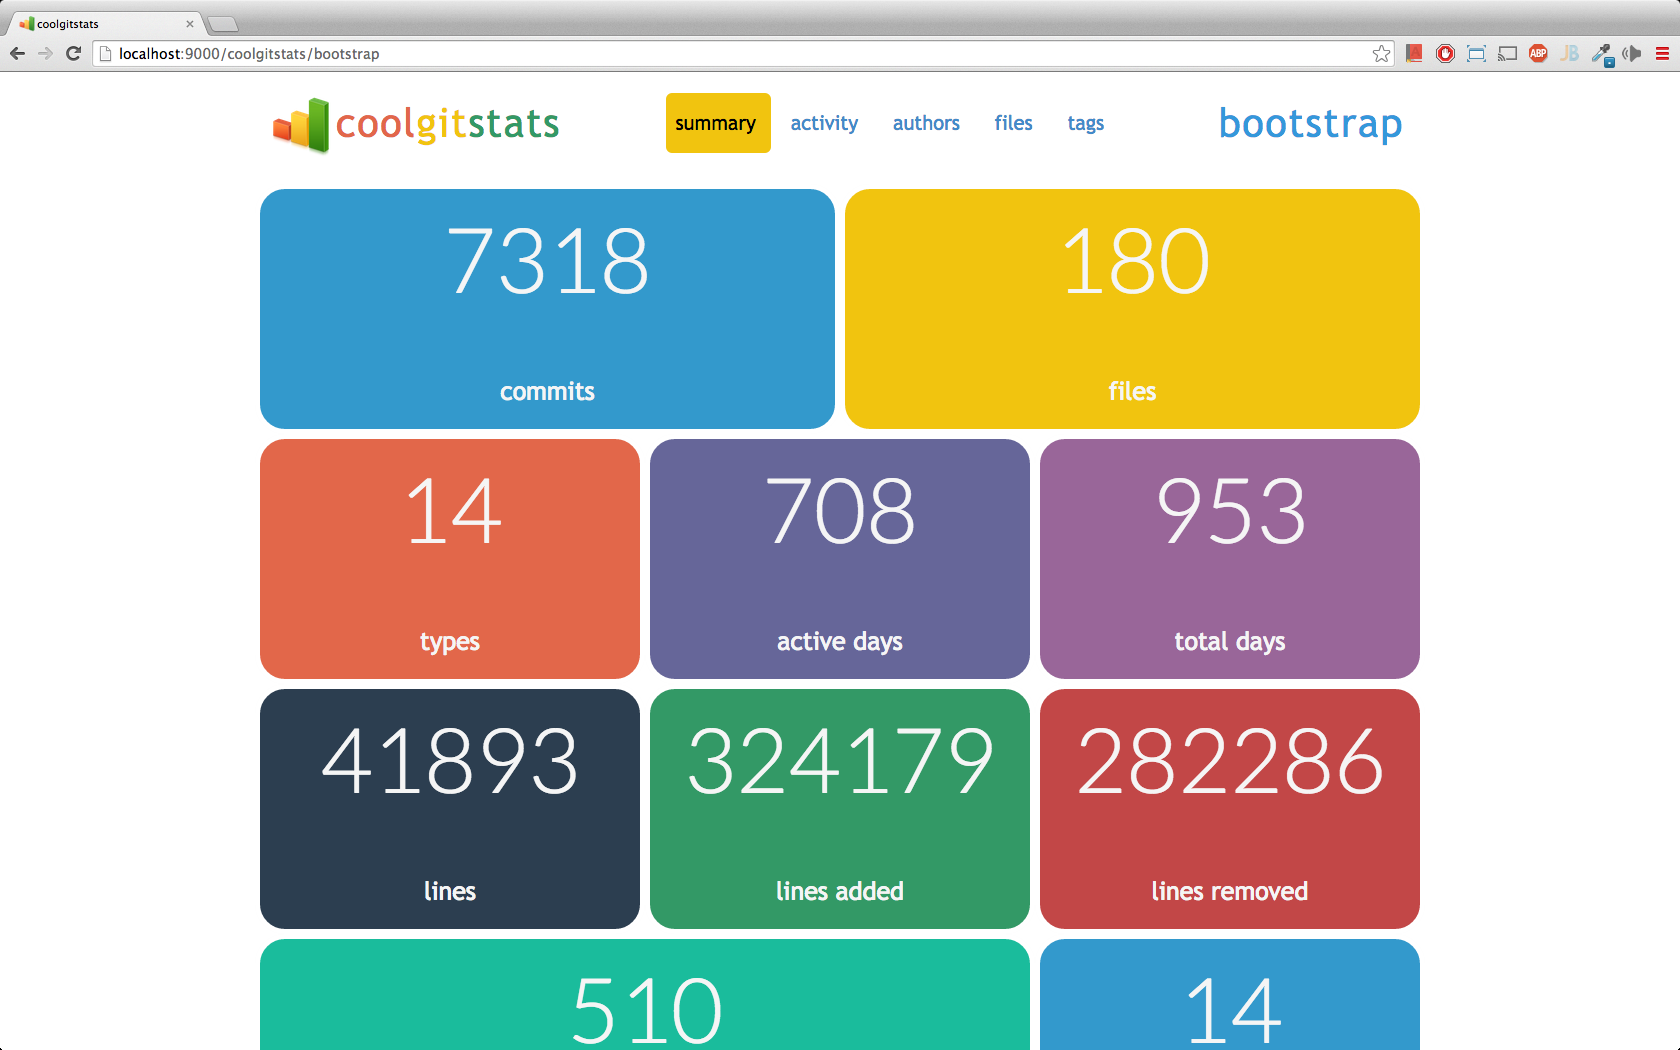 coolgitstats
localhost:9000/coolgitstats/bootstrap
ABP
JB
coolgitstats
summary
activity
authors
files
tags
bootstrap
7318
commits
180
files
14
types
708
active days
953
total days
41893
lines
324179
lines added
282286
lines removed
510
14